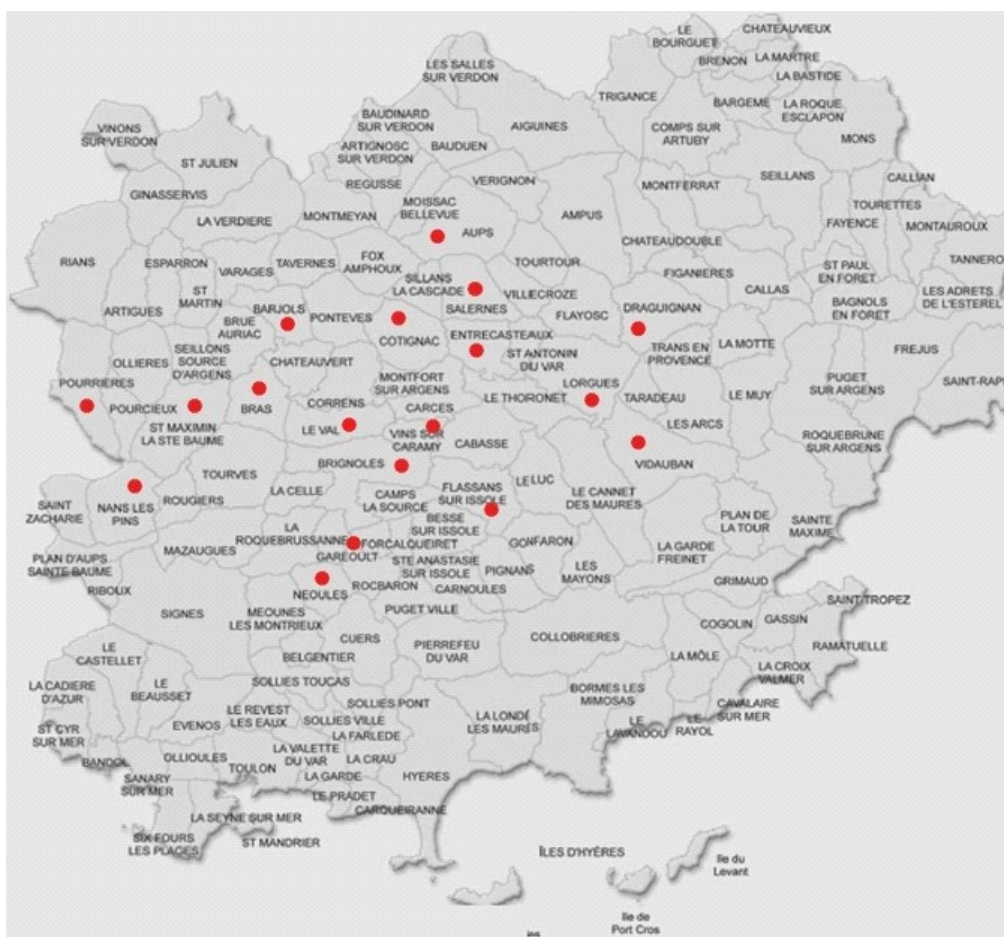 LE
BOURGUET
CHATEAUVIEUX
BRENON
LA MARTRE
LA BASTIDE
LES SALLES
SUR VERDON
TRIGANCE
BARGEME
LA ROQUE
ESCLAPON
BAUDINARD
SUR VERDON
AIGUINES
COMPS SUR
ARTUBY
MONS
VINONS
SUR VERDON
ARTIGNOSC
SUR VERDON
BAUDUEN
ST JULIEN
REGUSSE
VERIGNON
MONTFERRAT
SEILLANS
CALLIAN
GINASSERVIS
MOISSAC
BELLEVUE
TOURETTES
LA VERDIERE
MONTMEYAN
AMPUS
FAYENCE
MONTAUROUX
AUPS
CHATEAUDOUBLE
RIANS
ESPARRON
VARAGES
TAVERNES
FOX
AMPHOUX
TOURTOUR
FIGANIERES
ST PAUL
EN FORET
TANNERO
SILLANS
LA CASCADE
VILLECROZE
CALLAS
LES ADRETS
DE L'ESTEREL
ST
MARTIN
ARTIGUES
BARJOLS
PONTEVES
SALERNES
FLAYOSC
DRAGUIGNAN
BAGNOLS
EN FORET
BRUE
AURIAC
COTIGNAC
ENTRECASTEAUX
TRANS EN
PROVENCE
LA MOTTE
FREJUS
OLLIERES
SEILLONS
SOURCE
D'ARGENS
CHATEAUVERT
ST ANTONIN
DU VAR
POURRIERES
MONTFORT
SUR ARGENS
LORGUES
PUGET
SUR ARGENS
SAINT-RAP
POURCIEUX
BRAS
CORRENS
CARCES
LE THORONET
TARADEAU
LE MUY
ST MAXIMIN
LA STE BAUME
LE VAL
VINS SUR
CARAMY
CABASSE
LES ARCS
ROQUEBRUNE
SUR ARGENS
BRIGNOLES
VIDAUBAN
TOURVES
LA CELLE
FLASSANS
SUR ISSOLE
LE LUC
LE CANNET
DES MAURES
SAINT
ZACHARIE
NANS LES
PINS
ROUGIERS
CAMPS
LA SOURCE
PLAN DE
LA TOUR
SAINTE
MAXIME
BESSE
SUR ISSOLE
LA
ROQUEBRUSSANNE
FORCALQUEIRET
GONFARON
PLAN D'AUPS
SAINTE BAUME
MAZAUGUES
GAREOULT
STE ANASTASIE
SUR ISSOLE
PIGNANS
LES
MAYONS
LA GARDE
FREINET
RIBOUX
NEOULES
ROCBARON
CARNOULES
GRIMAUD
SAINT-TROPEZ
SIGNES
MEOUNES
LES MONTRIEUX
PUGET VILLE
COGOLIN
GASSIN
CUERS
PIERREFEU
DU VAR
COLLOBRIERES
RAMATUELLE
LE
CASTELLET
BELGENTIER
LA MÔLE
LA CROIX
VALMER
LA CADIERE
D'AZUR
LE
BEAUSSET
SOLLIES TOUCAS
BORMES LES
MIMOSAS
SOLLIES PONT
CAVALAIRE
SUR MER
LE REVEST
LES EAUX
SOLLIES VILLE
LA LONDE
LES MAURES
LE
LAVANDOU
LE
RAYOL
ST CYR
SUR MER
EVENOS
LA FARLEDE
BANDOL
OLLIOULES
LA VALETTE
DU VAR
LA CRAU
TOULON
SANARY
SUR MER
LA GARDE
HYERES
LE PRADET
CARQUEIRANNE
LA SEYNE SUR MER
SIX FOURS
LES PLAGES
ST MANDRIER
ÎLES D'HYÈRES
Ile du
Levant
Ile de
Port Cros